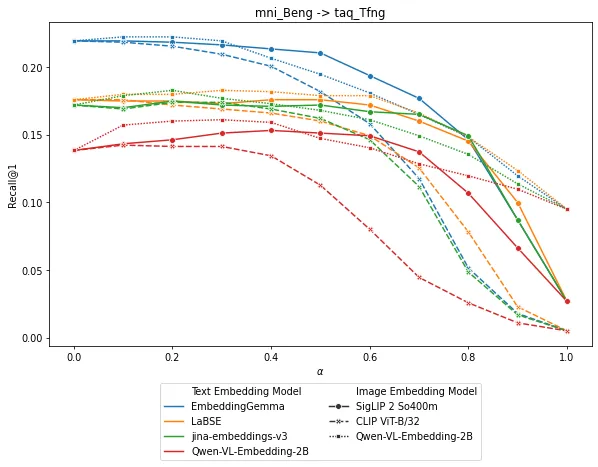 mni_Beng -> taq_Tfng
Recall@1
0.20
0.15
0.10
0.05
0.00
0.0
0.2
0.4
0.6
0.8
1.0
α
Text Embedding Model
EmbeddingGemma
LaBSE
jina-embeddings-v3
Qwen-VL-Embedding-2B
Image Embedding Model
SigLIP 2 So400m
CLIP ViT-B/32
Qwen-VL-Embedding-2B